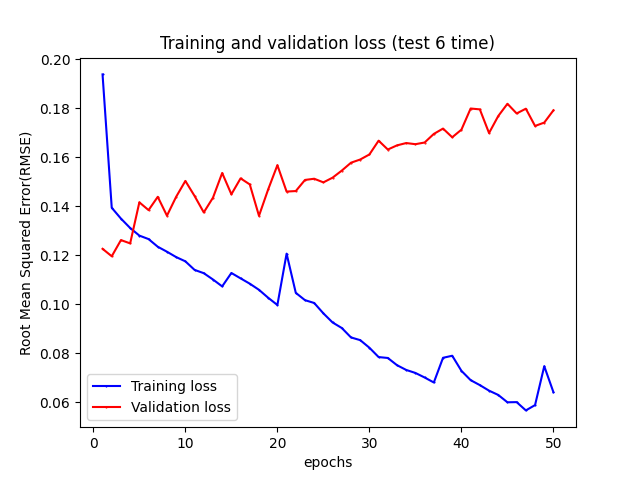 Training and validation loss (test 6 time)
Root Mean Squared Error(RMSE)
0.20
0.18
0.16
0.14
0.12
0.10
0.08
0.06
Training loss
Validation loss
0 10 20 30 40 50
epochs